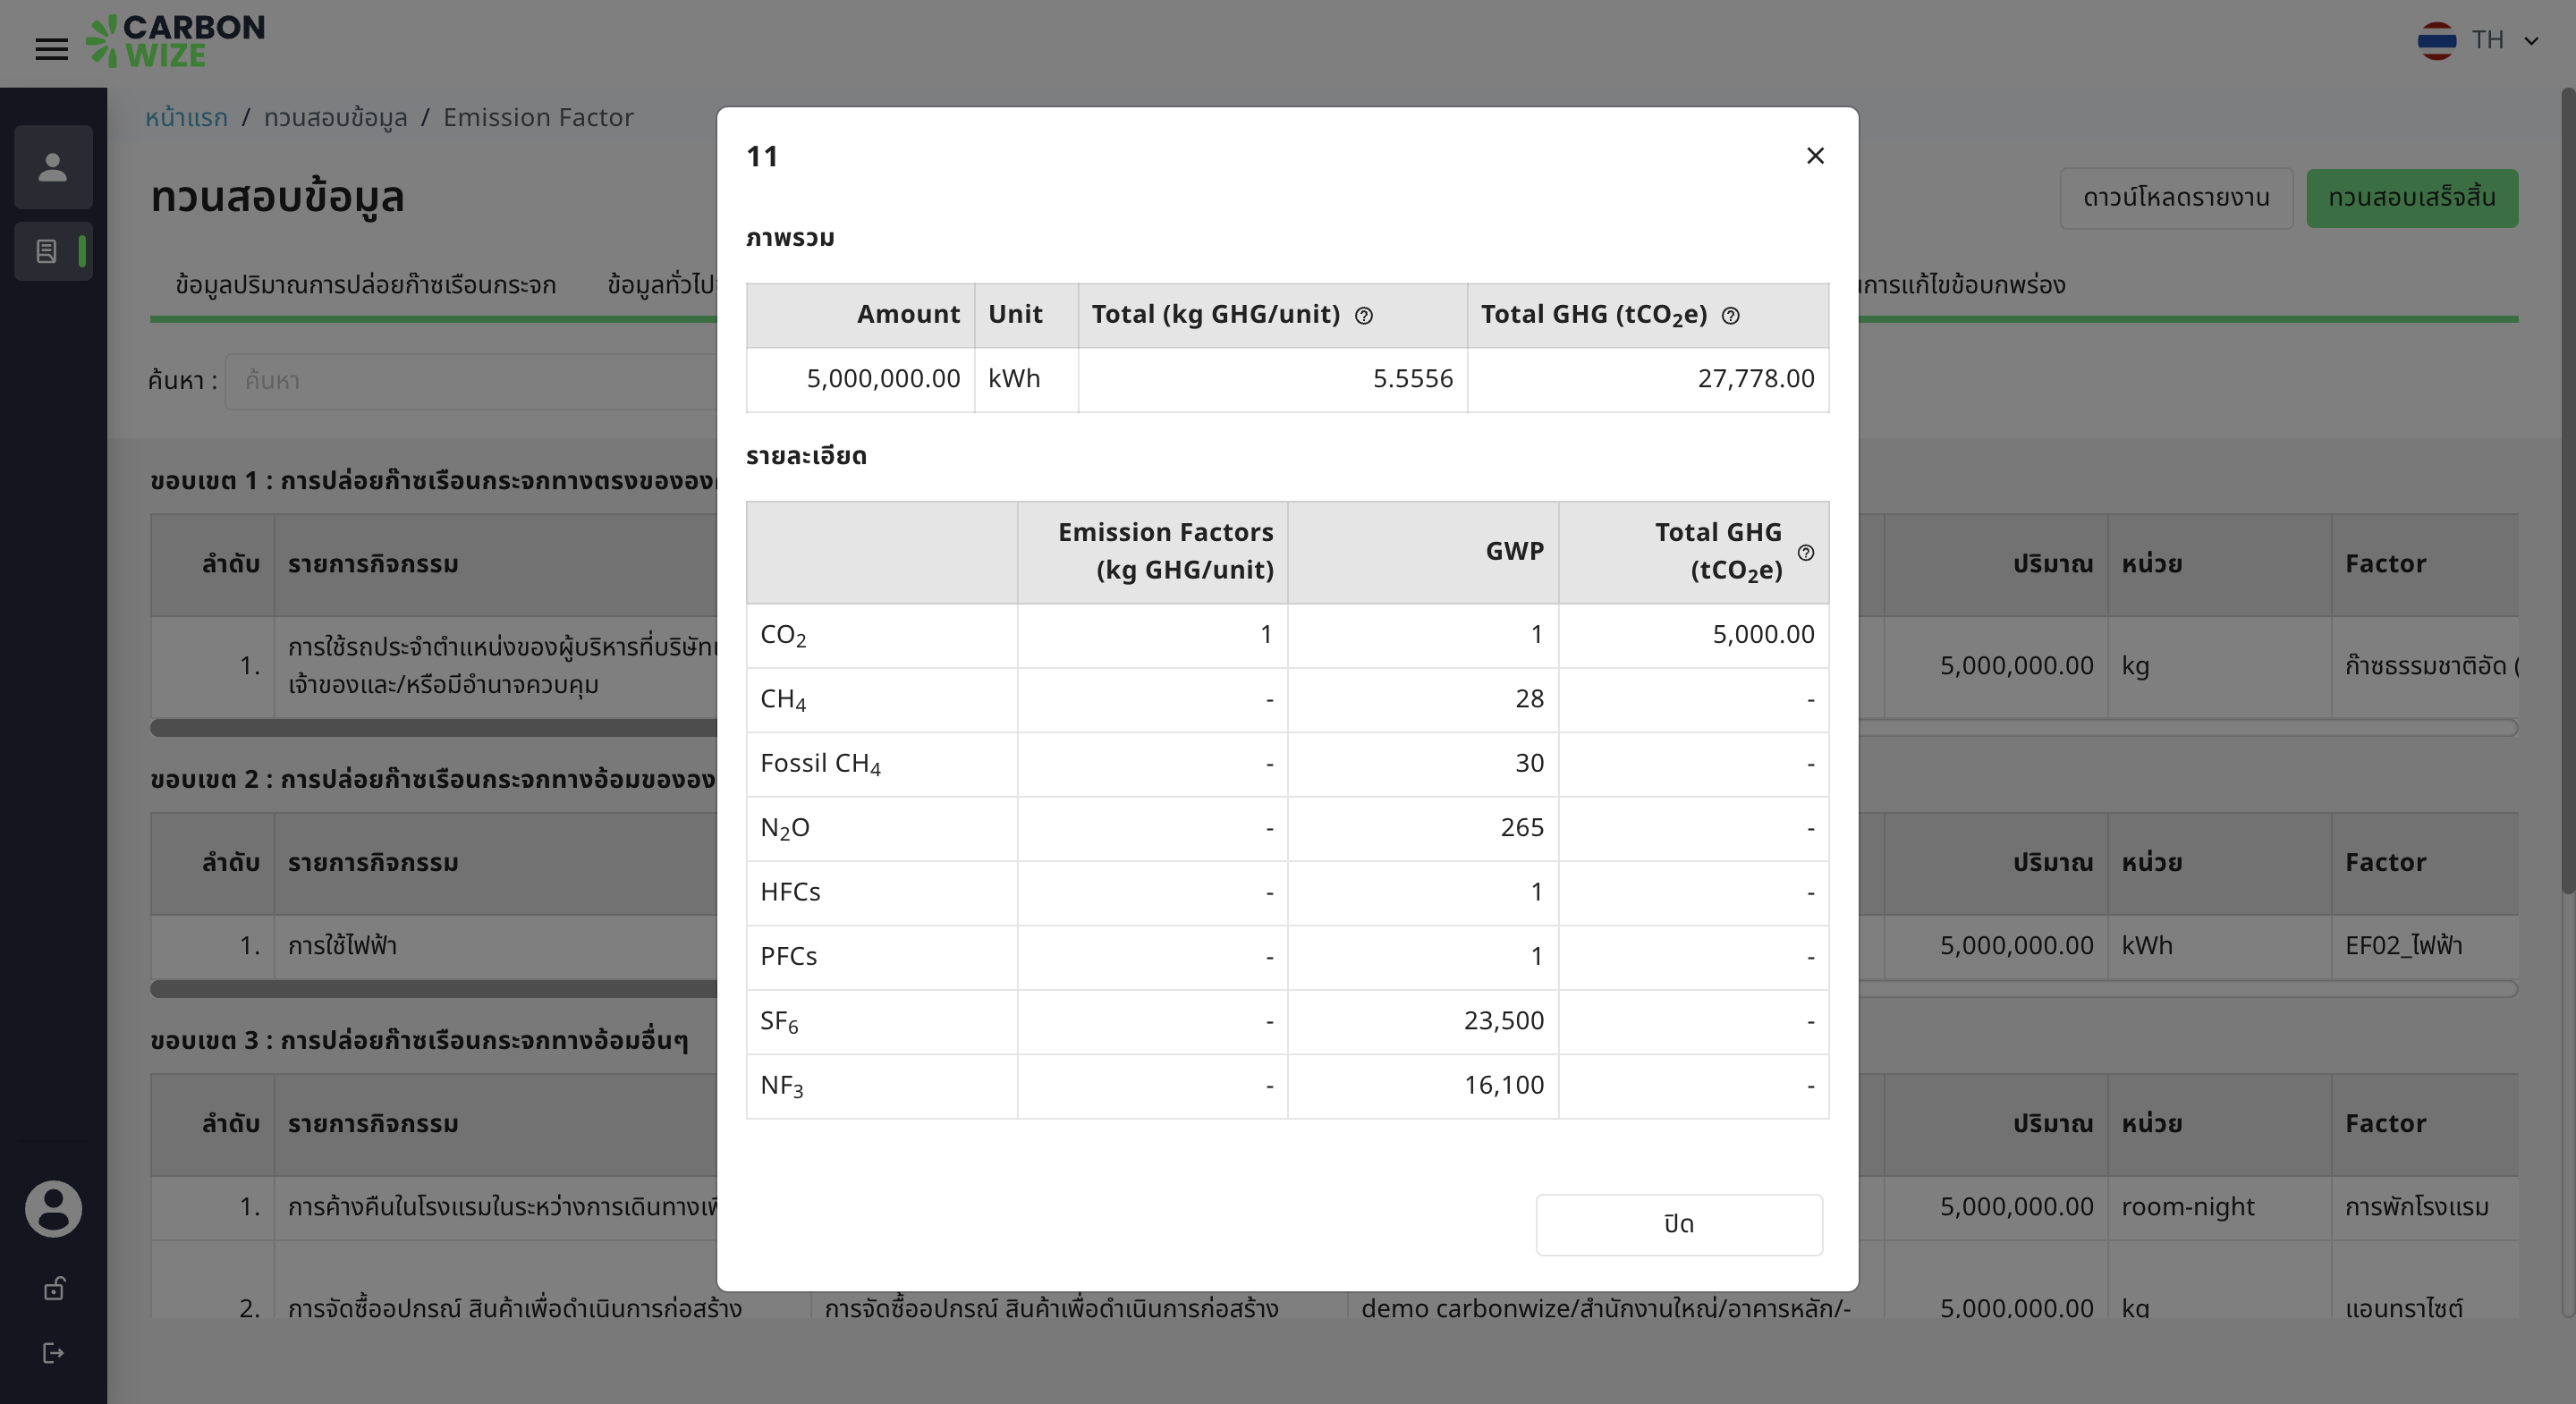 CARBON
WIZE
TH
หน้าแรก / ทวนสอบข้อมูล / Emission Factor
ทวนสอบข้อมูล
ดาวน์โหลดรายงาน
ทวนสอบเสร็จสิ้น
ข้อมูลปริมาณการปล่อยก๊าซเรือนกระจก
ข้อมูลทั่วไป
การแก้ไขข้อบกพร่อง
ค้นหา :
ค้นหา
11
ภาพรวม
Amount Unit Total (kg GHG/unit) Total GHG (tCO₂e)
5,000,000.00 kWh 5.5556 27,778.00
รายละเอียด
Emission Factors (kg GHG/unit) GWP Total GHG (tCO₂e)
CO₂ 1 1 5,000.00
CH₄ - 28 -
Fossil CH₄ - 30 -
N₂O - 265 -
HFCs - 1 -
PFCs - 1 -
SF₆ - 23,500 -
NF₃ - 16,100 -
ปิด
ขอบเขต 1 : การปล่อยก๊าซเรือนกระจกทางตรงของ
ลำดับ รายการกิจกรรม ปริมาณ หน่วย Factor
1. การใช้รถประจำตำแหน่งของผู้บริหารที่บริษัท 5,000,000.00 kg ก๊าซธรรมชาติอัด (
เจ้าของและ/หรือมีอำนาจควบคุม
ขอบเขต 2 : การปล่อยก๊าซเรือนกระจกทางอ้อมของ
ลำดับ รายการกิจกรรม ปริมาณ หน่วย Factor
1. การใช้ไฟฟ้า 5,000,000.00 kWh EF02_ไฟฟ้า
ขอบเขต 3 : การปล่อยก๊าซเรือนกระจกทางอ้อมอื่นๆ
ลำดับ รายการกิจกรรม ปริมาณ หน่วย Factor
1. การค้างคืนในโรงแรมในระหว่างการเดินทาง 5,000,000.00 room-night การพักโรงแรม
2. การจัดซื้ออุปกรณ์ สินค้าเพื่อดำเนินการก่อสร้าง การจัดซื้ออุปกรณ์ สินค้าเพื่อดำเนินการก่อสร้าง demo carbonwize/สำนักงานใหญ่/อาคารหลัก/- 5,000,000.00 kg แอนทราไซต์